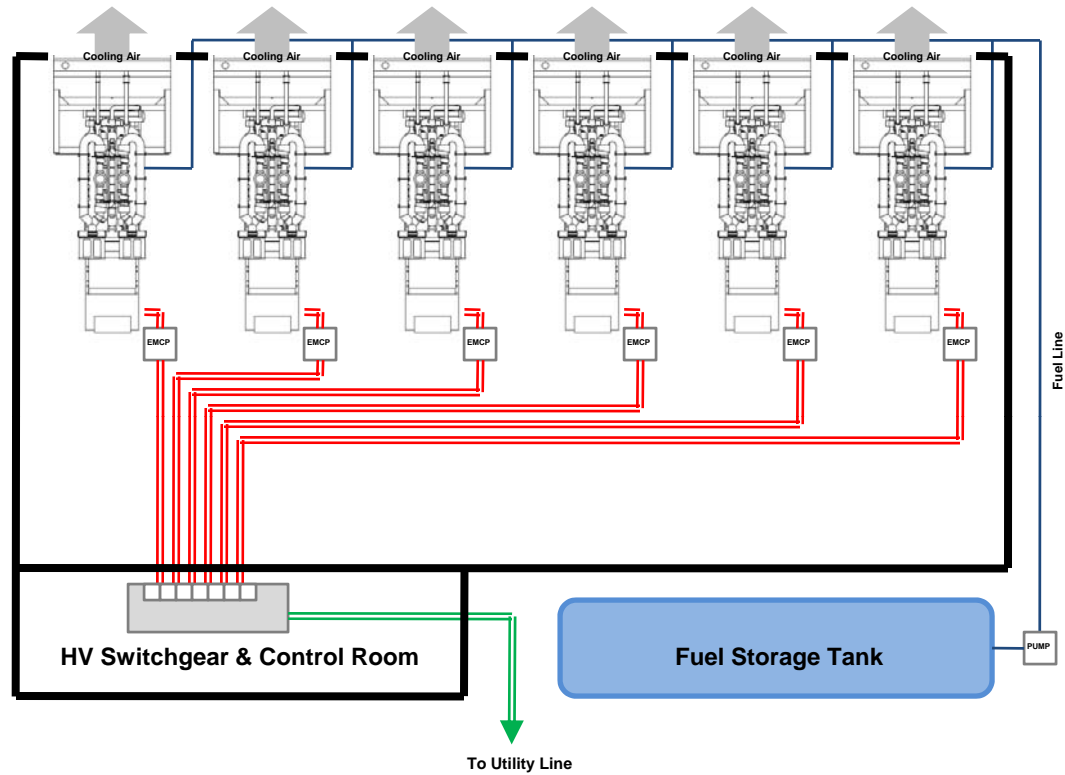 Cooling Air
Cooling Air
Cooling Air
Cooling Air
Cooling Air
Cooling Air
EMCP
EMCP
EMCP
EMCP
EMCP
EMCP
Fuel Line
HV Switchgear & Control Room
Fuel Storage Tank
PUMP
To Utility Line